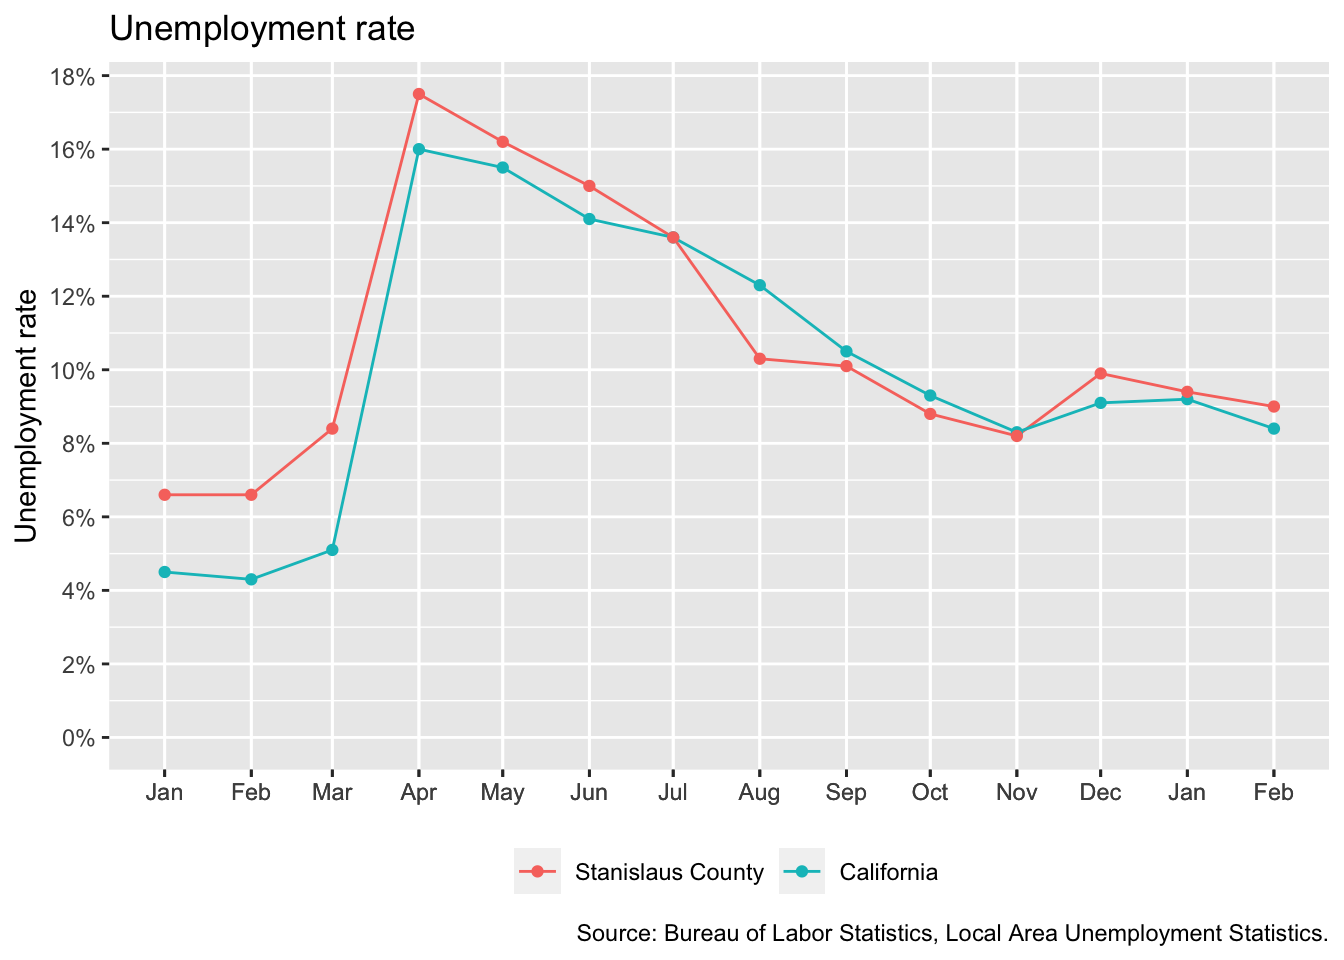 Unemployment rate
Unemployment rate
18%
16%
14%
12%
10%
8%
6%
4%
2%
0%
Jan Feb Mar Apr May Jun Jul Aug Sep Oct Nov Dec Jan Feb
Stanislaus County California
Source: Bureau of Labor Statistics, Local Area Unemployment Statistics.